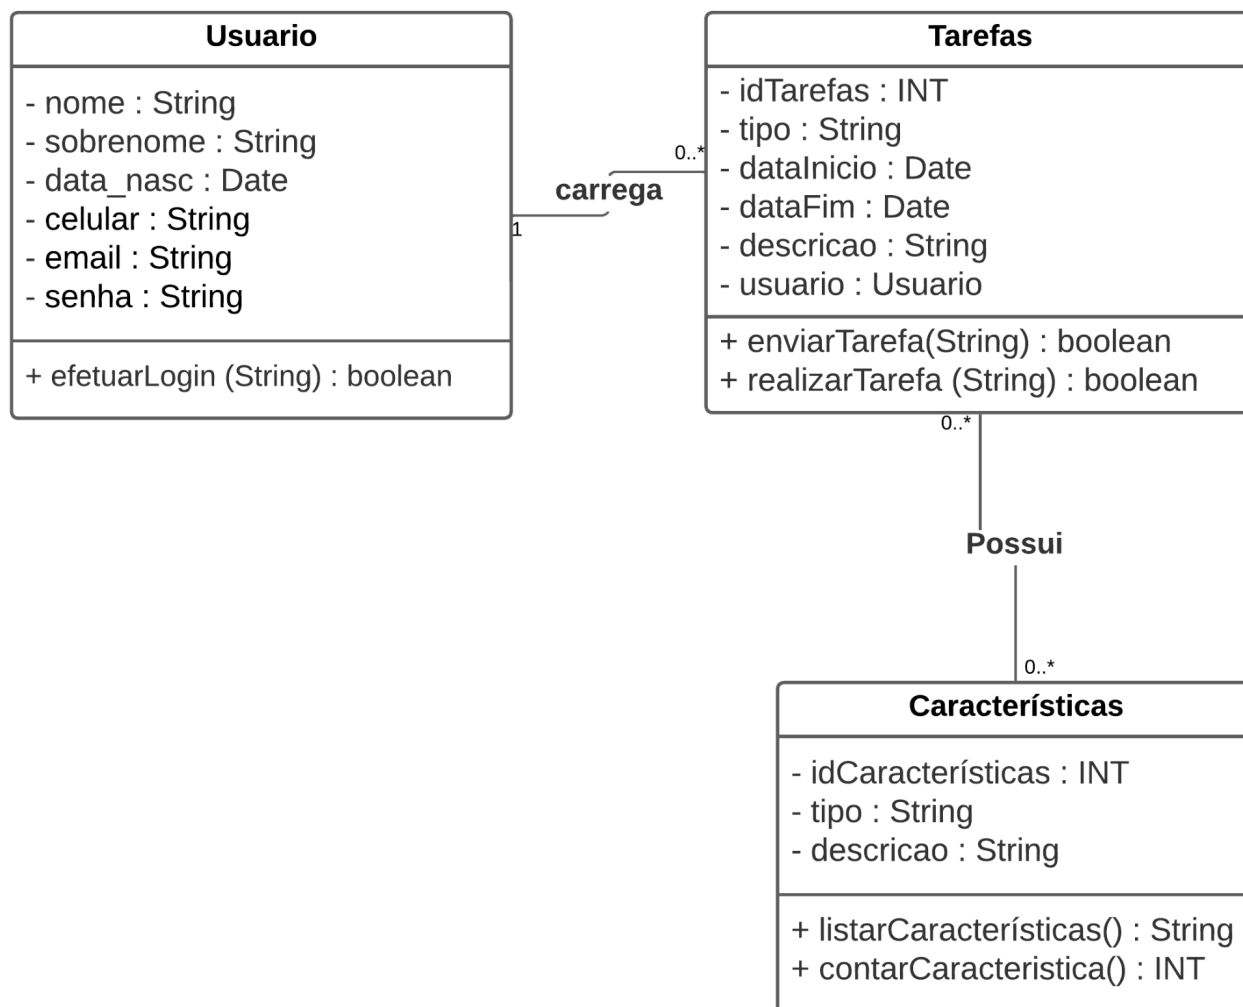 Usuario
- nome : String
- sobrenome : String
- data_nasc : Date
- celular : String
- email : String
- senha : String
+ efetuarLogin (String) : boolean
1
carrega
0..*
Tarefas
- idTarefas : INT
- tipo : String
- dataInicio : Date
- dataFim : Date
- descricao : String
- usuario : Usuario
+ enviarTarefa(String) : boolean
+ realizarTarefa (String) : boolean
0..*
Possui
0..*
Características
- idCaracterísticas : INT
- tipo : String
- descricao : String
+ listarCaracterísticas() : String
+ contarCaracteristica() : INT